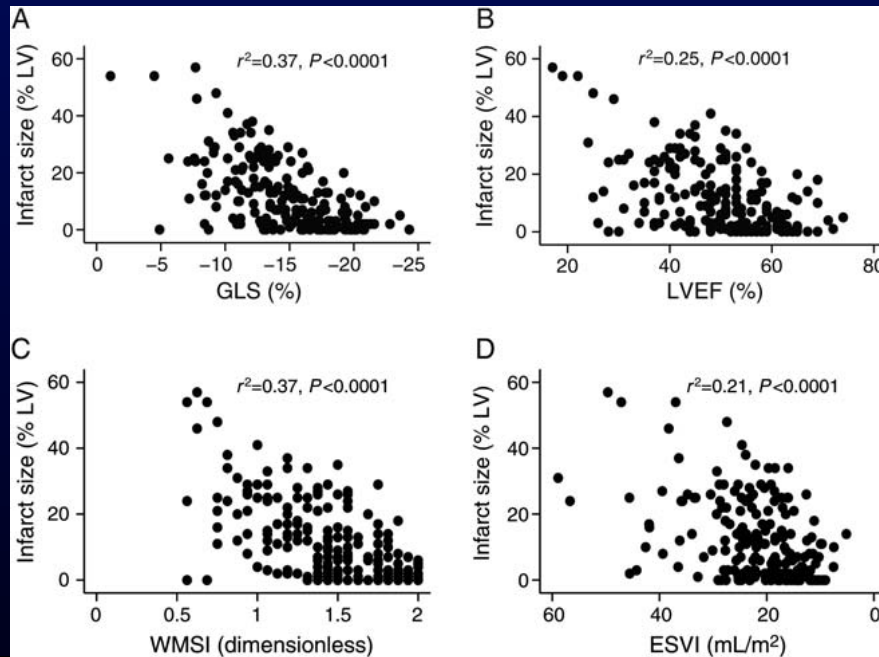 A
r²=0.37, P<0.0001
Infarct size (% LV)
60
40
20
0
0 −5 −10 −15 −20 −25
GLS (%)
B
r²=0.25, P<0.0001
Infarct size (% LV)
60
40
20
0
20 40 60 80
LVEF (%)
C
r²=0.37, P<0.0001
Infarct size (% LV)
60
40
20
0
0 0.5 1 1.5 2
WMSI (dimensionless)
D
r²=0.21, P<0.0001
Infarct size (% LV)
60
40
20
0
60 40 20 0
ESVI (mL/m²)